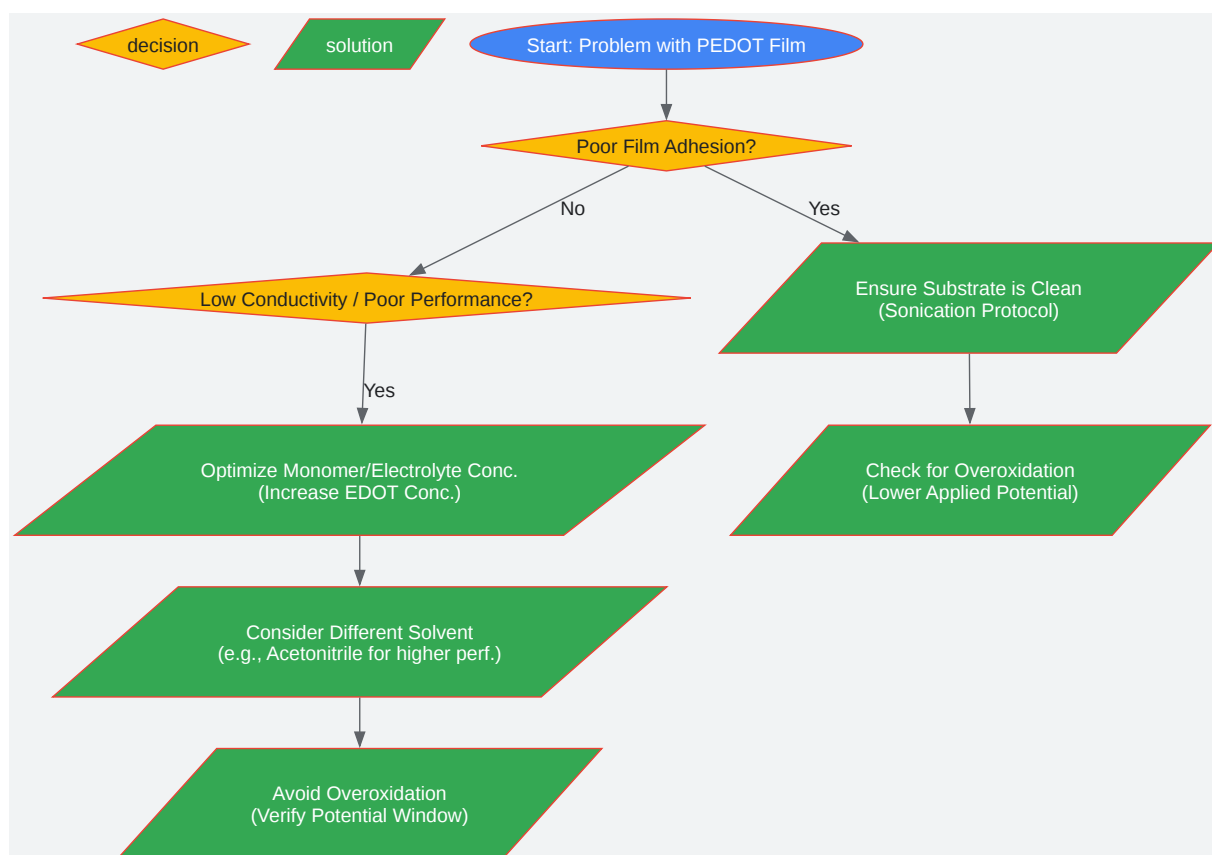 decision
solution
Start: Problem with PEDOT Film
Poor Film Adhesion?
No
Yes
Low Conductivity / Poor Performance?
Ensure Substrate is Clean
(Sonication Protocol)
Yes
Optimize Monomer/Electrolyte Conc.
(Increase EDOT Conc.)
Check for Overoxidation
(Lower Applied Potential)
Consider Different Solvent
(e.g., Acetonitrile for higher perf.)
Avoid Overoxidation
(Verify Potential Window)